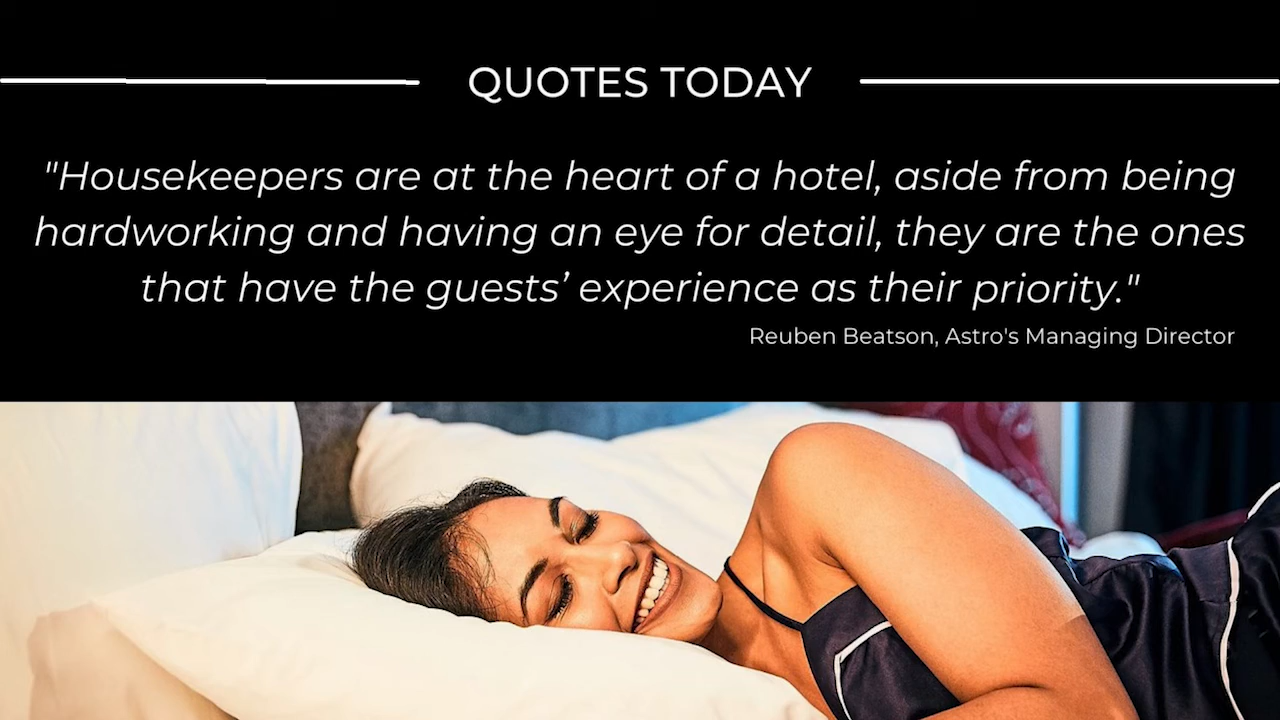 QUOTES TODAY
"Housekeepers are at the heart of a hotel, aside from being
hardworking and having an eye for detail, they are the ones
that have the guests’ experience as their priority."
Reuben Beatson, Astro's Managing Director